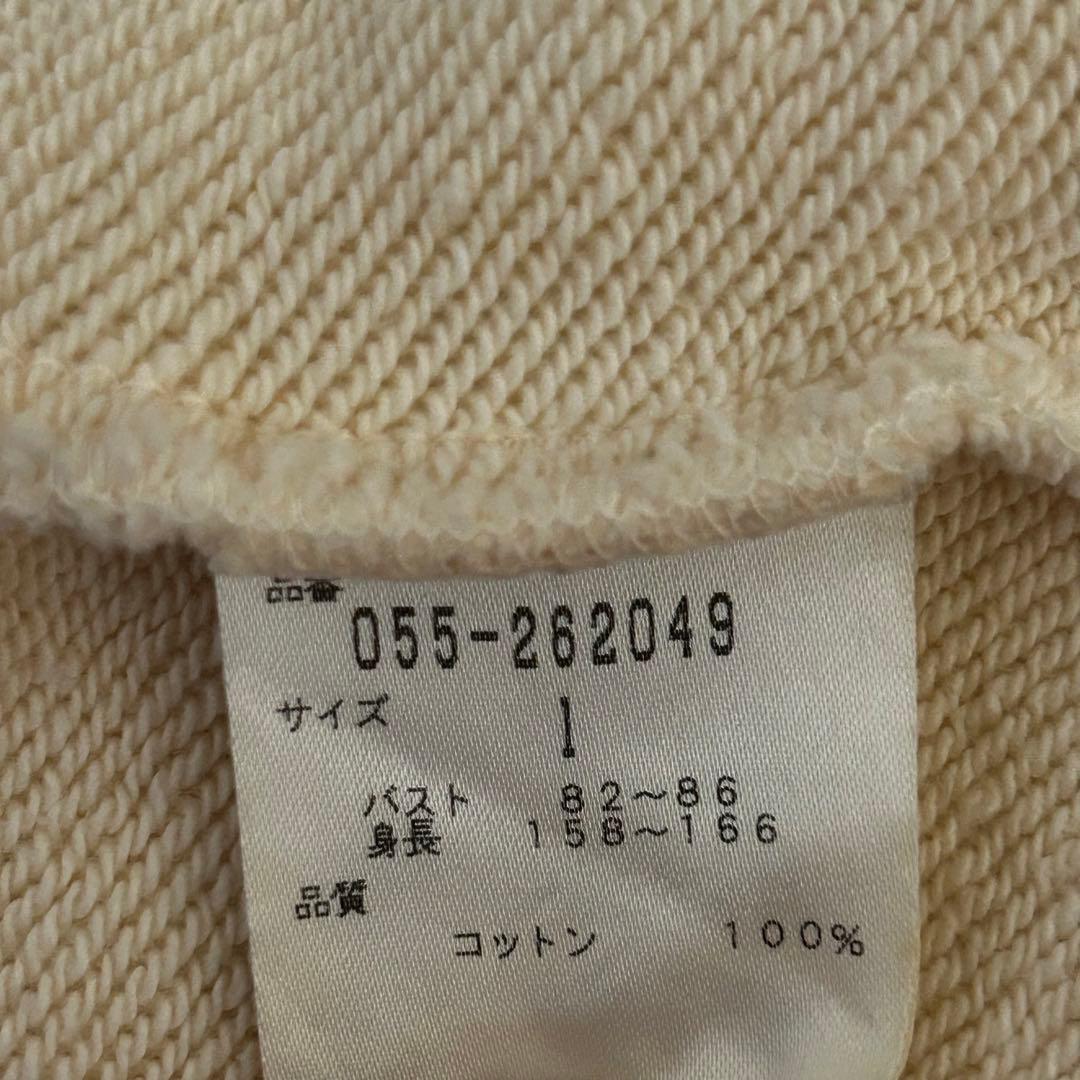 品番
055-262049
サイズ 1
バスト 82～86
身長 158～166
品質
コットン 100%